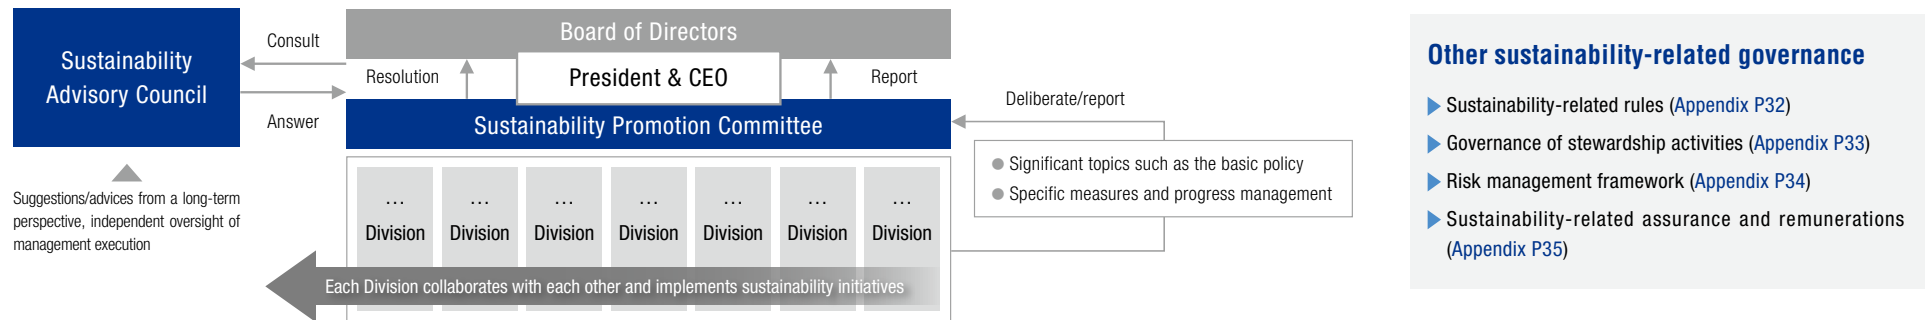 Sustainability
Advisory Council
Suggestions/advices from a long-term
perspective, independent oversight of
management execution
Consult
Answer
Board of Directors
Resolution
President & CEO
Report
Sustainability Promotion Committee
… … … … … … …
Division Division Division Division Division Division Division
Each Division collaborates with each other and implements sustainability initiatives
Deliberate/report
● Significant topics such as the basic policy
● Specific measures and progress management
Other sustainability-related governance
▶ Sustainability-related rules (Appendix P32)
▶ Governance of stewardship activities (Appendix P33)
▶ Risk management framework (Appendix P34)
▶ Sustainability-related assurance and remunerations
(Appendix P35)